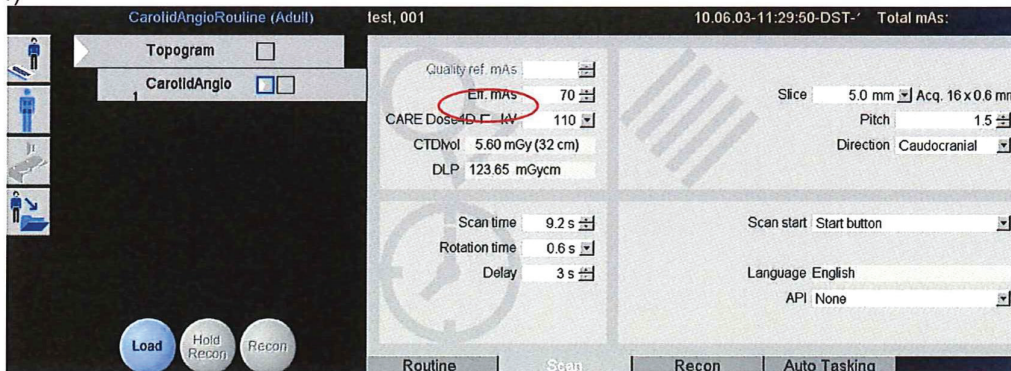 CarotidAngioRoutine (Adult)
test, 001
10.06.03-11:29:50-DST-
Total mAs:
Topogram
CarotidAngio
1
Quality ref. mAs
Eff. mAs 70
CARE Dose4D kV 110
CTDIvol 5.60 mGy (32 cm)
DLP 123.65 mGycm
Slice 5.0 mm Acq. 16 x 0.6 mm
Pitch 1.5
Direction Caudocranial
Scan time 9.2 s
Rotation time 0.6 s
Delay 3 s
Scan start Start button
Language English
API None
Load
Hold Recon
Recon
Routine Scan Recon Auto Tasking